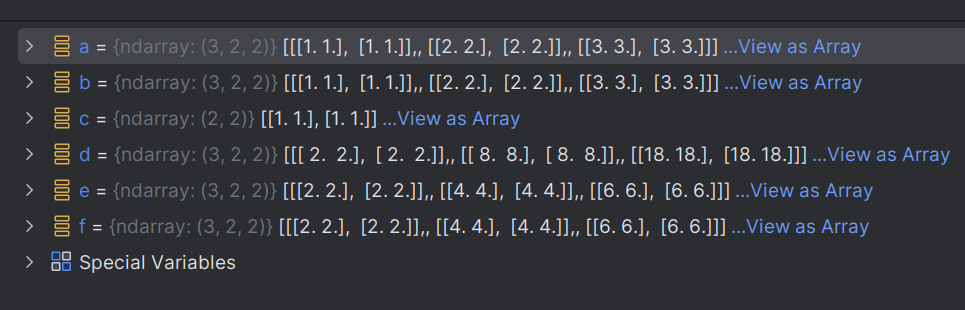 a = {ndarray: (3, 2, 2)} [[[1. 1.], [1. 1.]],, [[2. 2.], [2. 2.]],, [[3. 3.], [3. 3.]]] ...View as Array
b = {ndarray: (3, 2, 2)} [[[1. 1.], [1. 1.]],, [[2. 2.], [2. 2.]],, [[3. 3.], [3. 3.]]] ...View as Array
c = {ndarray: (2, 2)} [[1. 1.], [1. 1.]] ...View as Array
d = {ndarray: (3, 2, 2)} [[[ 2.  2.], [ 2.  2.]],, [[ 8.  8.], [ 8.  8.]],, [[18. 18.], [18. 18.]]] ...View as Array
e = {ndarray: (3, 2, 2)} [[[2. 2.], [2. 2.]],, [[4. 4.], [4. 4.]],, [[6. 6.], [6. 6.]]] ...View as Array
f = {ndarray: (3, 2, 2)} [[[2. 2.], [2. 2.]],, [[4. 4.], [4. 4.]],, [[6. 6.], [6. 6.]]] ...View as Array
Special Variables